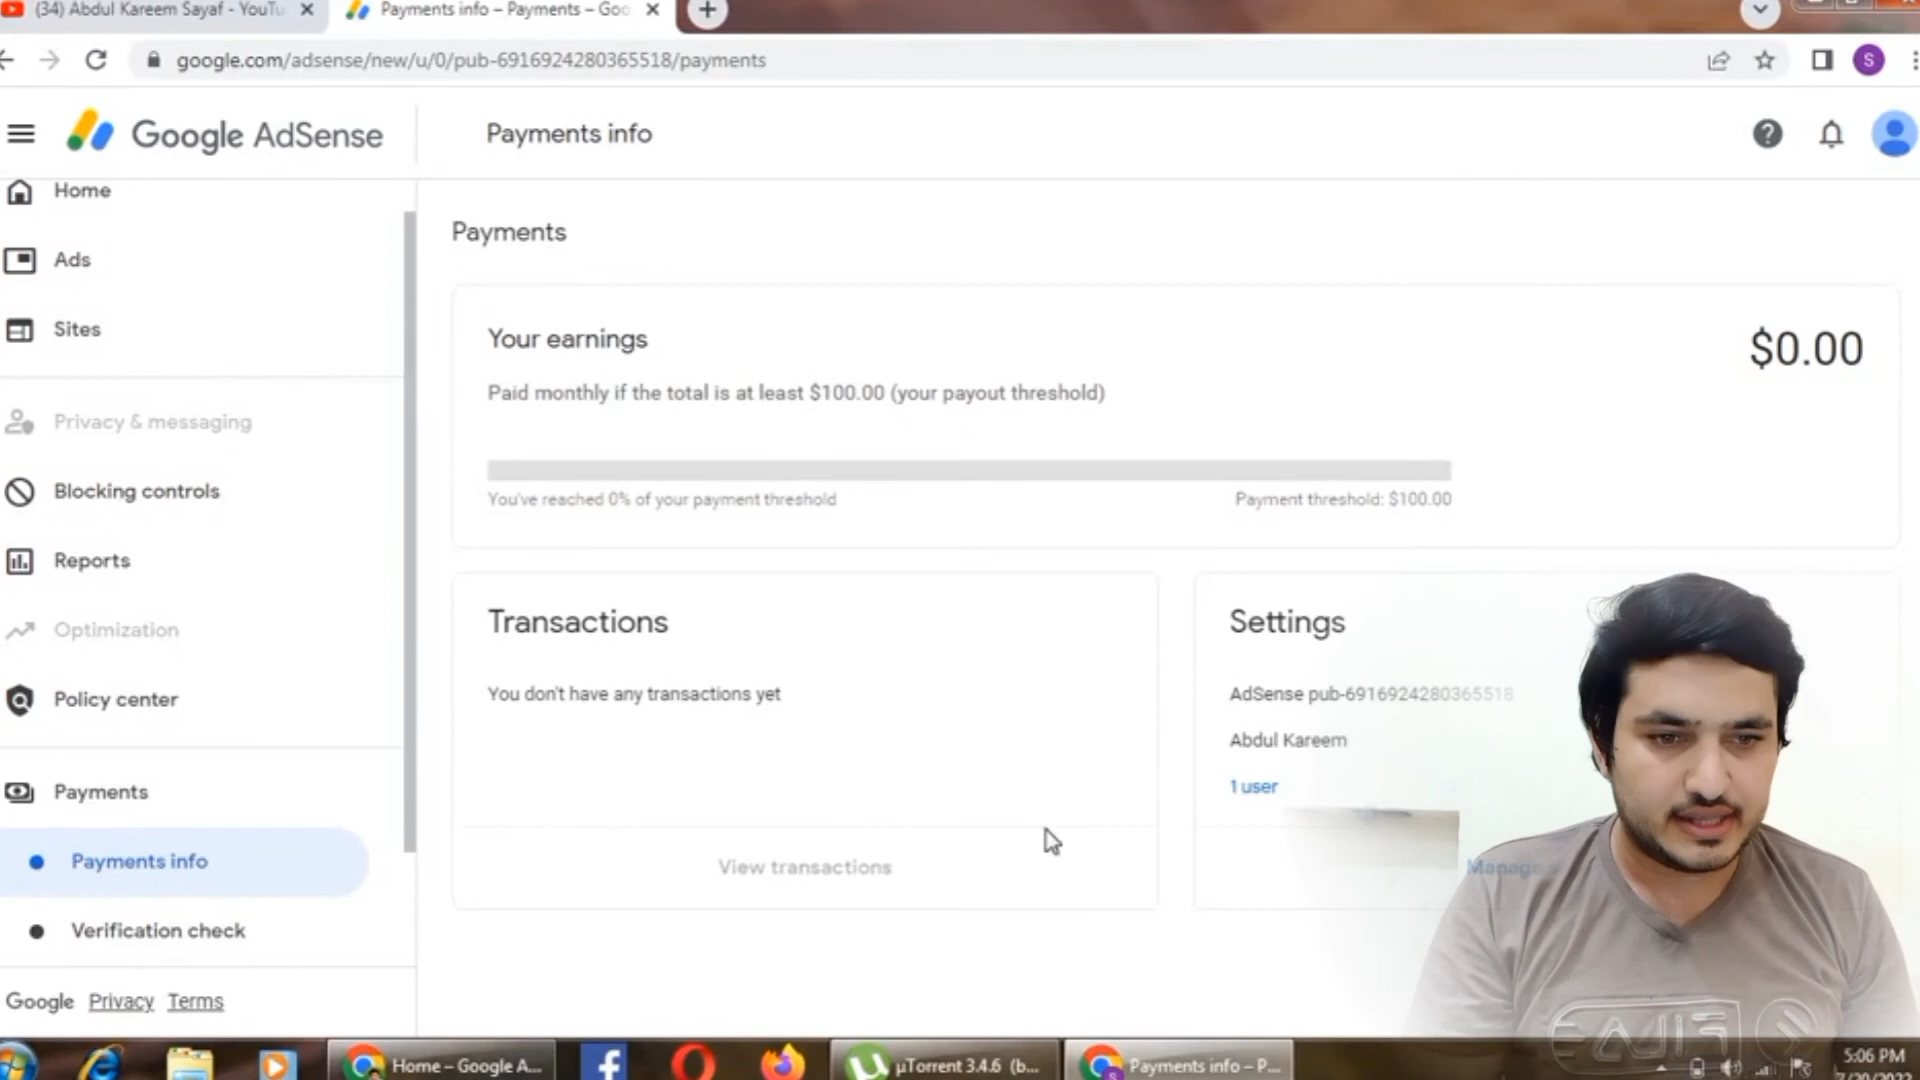 (34) Abdul Kareem Sayaf - YouTu
Payments info – Payments – Goo
google.com/adsense/new/u/0/pub-6916924280365518/payments
S
Google AdSense
Payments info
Home
Ads
Sites
Privacy & messaging
Blocking controls
Reports
Optimization
Policy center
Payments
Payments info
Verification check
Google Privacy Terms
Payments
Your earnings
$0.00
Paid monthly if the total is at least $100.00 (your payout threshold)
You've reached 0% of your payment threshold
Payment threshold: $100.00
Transactions
You don't have any transactions yet
View transactions
Settings
AdSense pub-6916924280365518
Abdul Kareem
1 user
Manage
Home – Google A...
µTorrent 3.4.6 (b...
Payments info – P...
5:06 PM